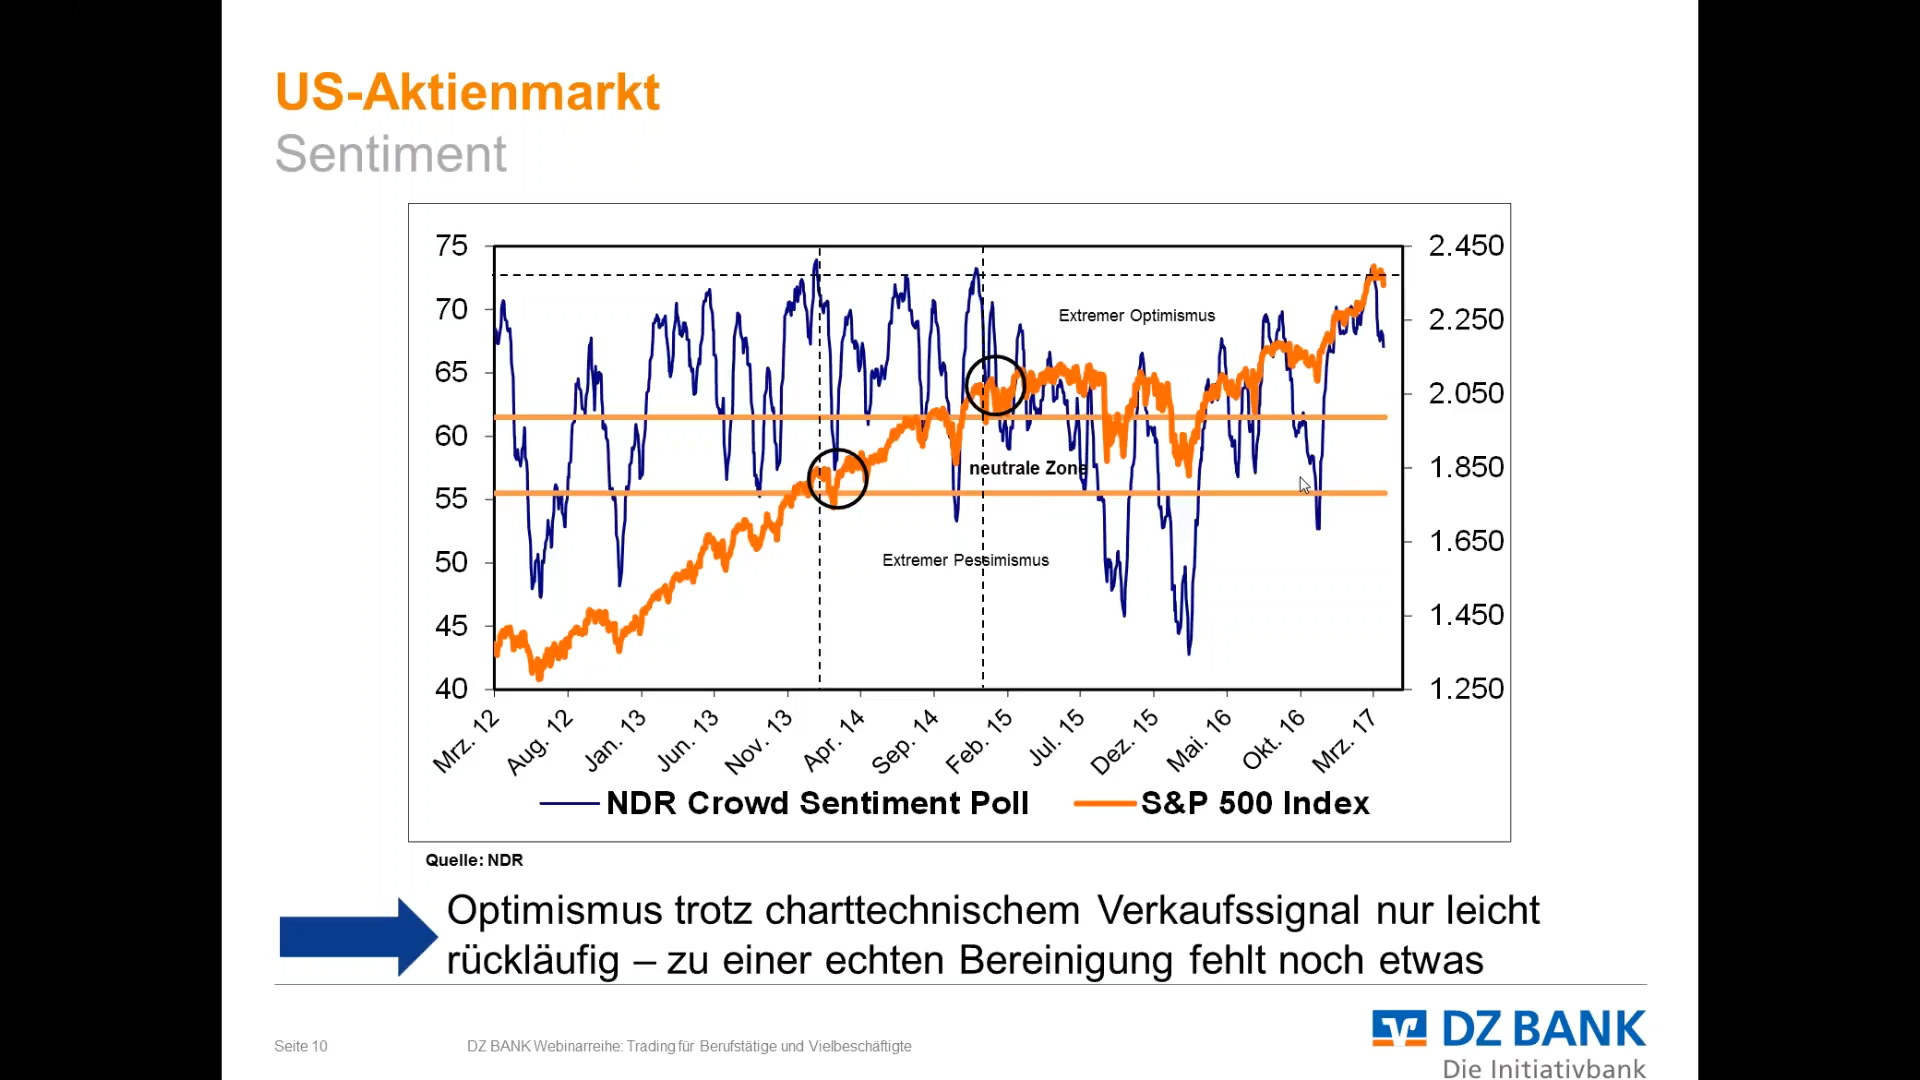 US-Aktienmarkt
Sentiment
75
70
65
60
55
50
45
40
2.450
2.250
2.050
1.850
1.650
1.450
1.250
Extremer Optimismus
neutrale Zone
Extremer Pessimismus
Mrz. 12
Aug. 12
Jan. 13
Jun. 13
Nov. 13
Apr. 14
Sep. 14
Feb. 15
Jul. 15
Dez. 15
Mai. 16
Okt. 16
Mrz. 17
NDR Crowd Sentiment Poll
S&P 500 Index
Quelle: NDR
Optimismus trotz charttechnischem Verkaufssignal nur leicht
rückläufig – zu einer echten Bereinigung fehlt noch etwas
Seite 10
DZ BANK Webinarreihe: Trading für Berufstätige und Vielbeschäftigte
DZ BANK
Die Initiativbank